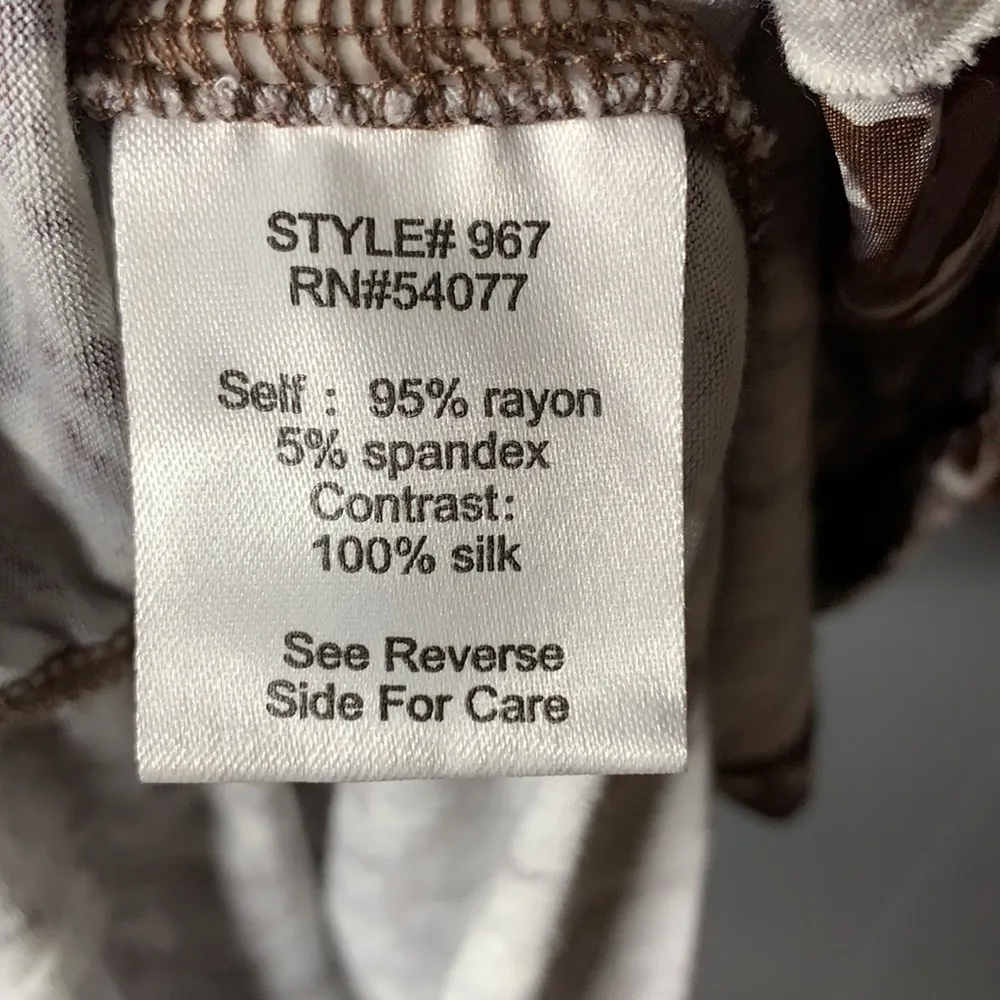 STYLE# 967
RN#54077
Self : 95% rayon
5% spandex
Contrast:
100% silk
See Reverse
Side For Care